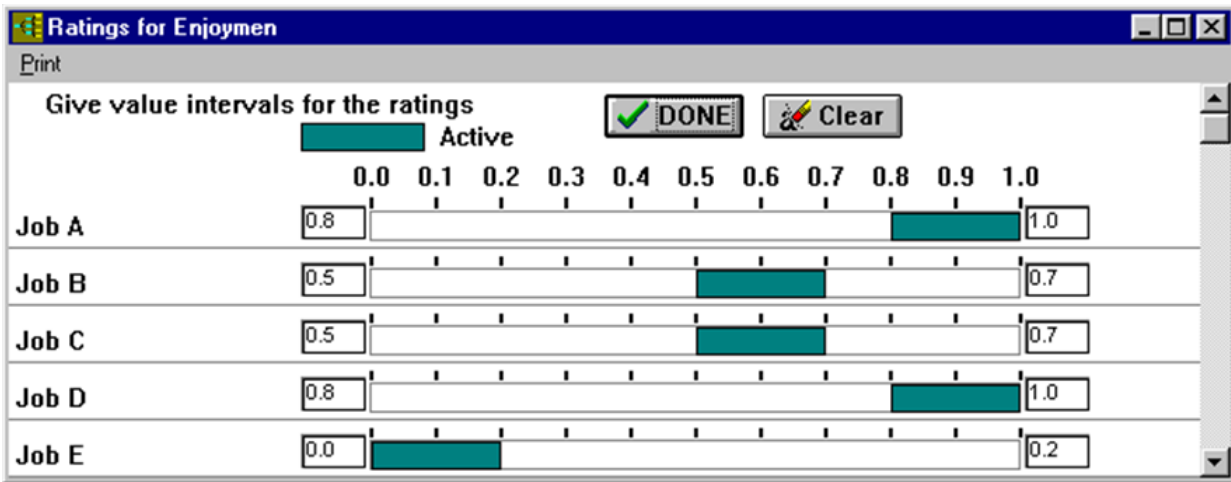 Ratings for Enjoymen
Print
Give value intervals for the ratings
DONE
Clear
Active
0.0 0.1 0.2 0.3 0.4 0.5 0.6 0.7 0.8 0.9 1.0
Job A 0.8 1.0
Job B 0.5 0.7
Job C 0.5 0.7
Job D 0.8 1.0
Job E 0.0 0.2